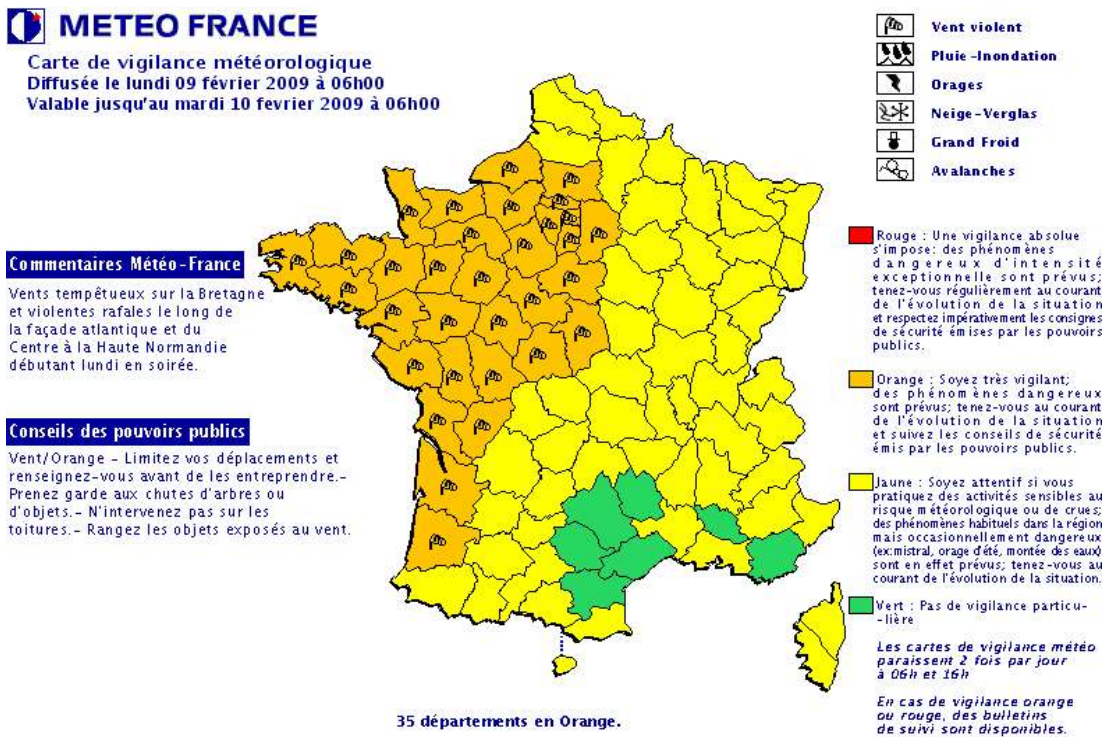 METEO FRANCE
Carte de vigilance météorologique
Diffusée le lundi 09 février 2009 à 06h00
Valable jusqu'au mardi 10 fevrier 2009 à 06h00
Commentaires Météo-France
Vents tempêtueux sur la Bretagne
et violentes rafales le long de
la façade atlantique et du
Centre à la Haute Normandie
débutant lundi en soirée.
Conseils des pouvoirs publics
Vent/Orange - Limitez vos déplacements et
renseignez-vous avant de les entreprendre.-
Prenez garde aux chutes d'arbres ou
d'objets.- N'intervenez pas sur les
toitures.- Rangez les objets exposés au vent.
35 départements en Orange.
Vent violent
Pluie-Inondation
Orages
Neige-Verglas
Grand Froid
Avalanches
Rouge : Une vigilance absolue
s'impose: des phénomènes
dangereux d'intensité
exceptionnelle sont prévus;
tenez-vous régulièrement au courant
de l'évolution de la situation
et respectez impérativement les consignes
de sécurité émises par les pouvoirs
publics.
Orange : Soyez très vigilant;
des phénomènes dangereux
sont prévus; tenez-vous au courant
de l'évolution de la situation
et suivez les conseils de sécurité
émis par les pouvoirs publics.
Jaune : Soyez attentif si vous
pratiquez des activités sensibles au
risque météorologique ou de crues;
des phénomènes habituels dans la région
mais occasionnellement dangereux
(ex:mistral, orage d'été, montée des eaux)
sont en effet prévus; tenez-vous au
courant de l'évolution de la situation.
Vert : Pas de vigilance particu-
-lière
Les cartes de vigilance météo
paraissent 2 fois par jour
à 06h et 16h
En cas de vigilance orange
ou rouge, des bulletins
de suivi sont disponibles.